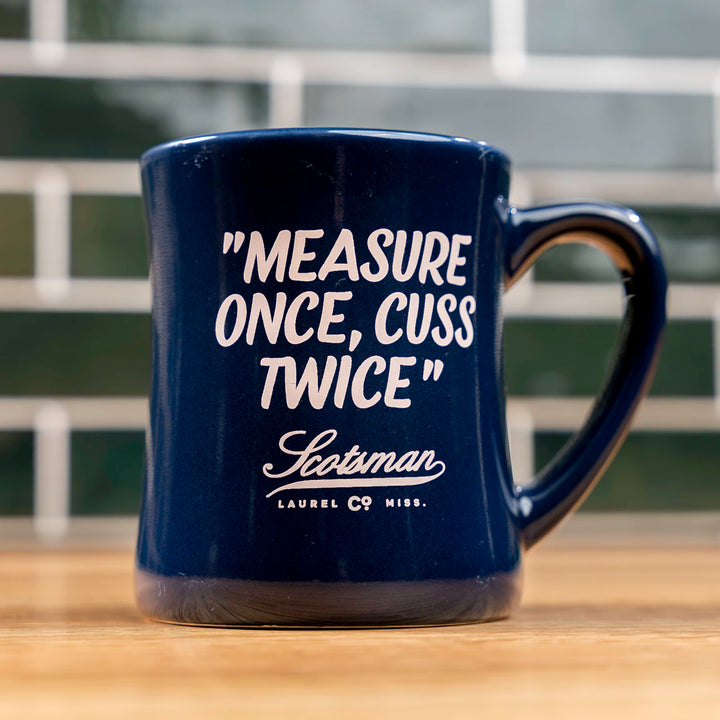 "MEASURE
ONCE, CUSS
TWICE"
Scotsman
LAUREL Co MISS.